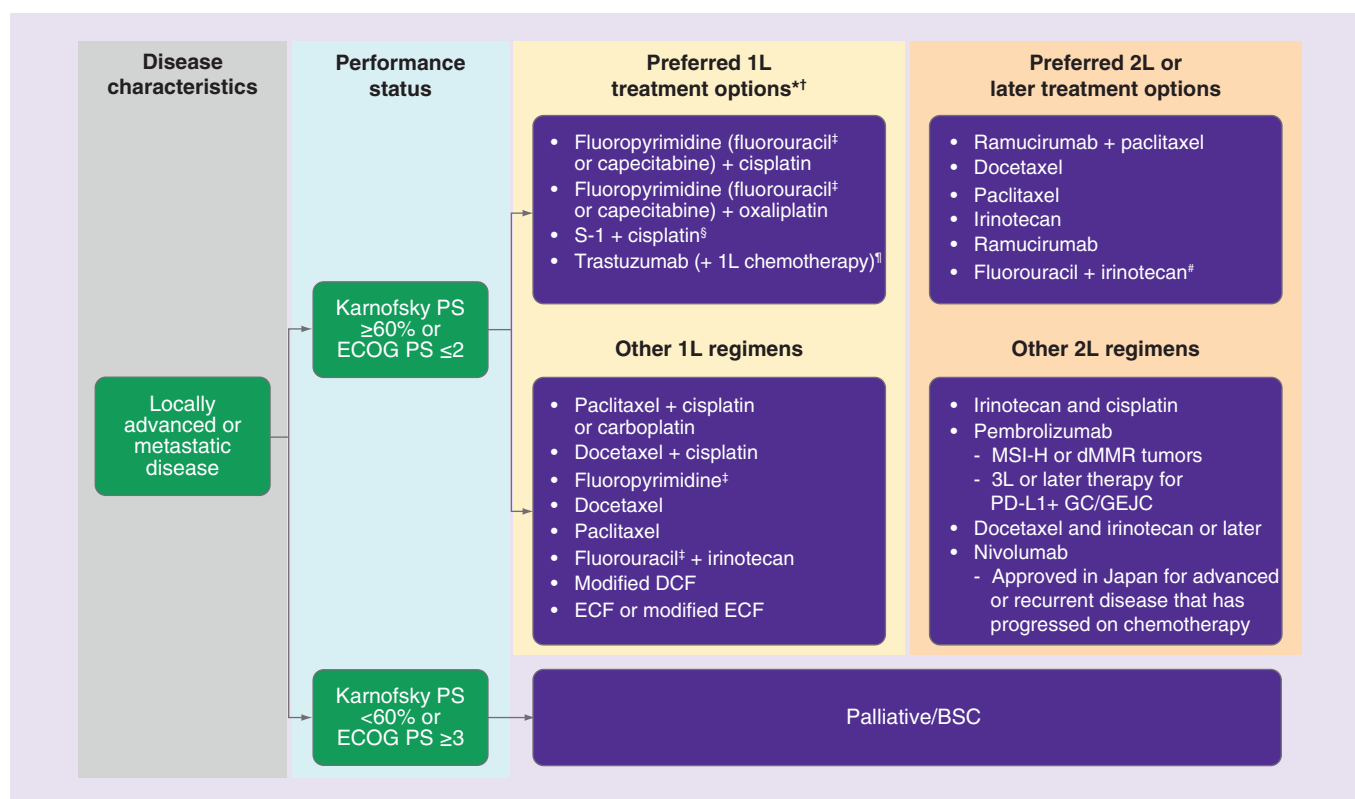 Disease
characteristics
Performance
status
Preferred 1L
treatment options*†
Preferred 2L or
later treatment options
• Fluoropyrimidine (fluorouracil‡
or capecitabine) + cisplatin
• Fluoropyrimidine (fluorouracil‡
or capecitabine) + oxaliplatin
• S-1 + cisplatin§
• Trastuzumab (+ 1L chemotherapy)¶
• Ramucirumab + paclitaxel
• Docetaxel
• Paclitaxel
• Irinotecan
• Ramucirumab
• Fluorouracil + irinotecan#
Karnofsky PS
≥60% or
ECOG PS ≤2
Other 1L regimens
Other 2L regimens
Locally
advanced or
metastatic
disease
• Paclitaxel + cisplatin
or carboplatin
• Docetaxel + cisplatin
• Fluoropyrimidine‡
• Docetaxel
• Paclitaxel
• Fluorouracil‡ + irinotecan
• Modified DCF
• ECF or modified ECF
• Irinotecan and cisplatin
• Pembrolizumab
- MSI-H or dMMR tumors
- 3L or later therapy for
PD-L1+ GC/GEJC
• Docetaxel and irinotecan or later
• Nivolumab
- Approved in Japan for advanced
or recurrent disease that has
progressed on chemotherapy
Karnofsky PS
<60% or
ECOG PS ≥3
Palliative/BSC